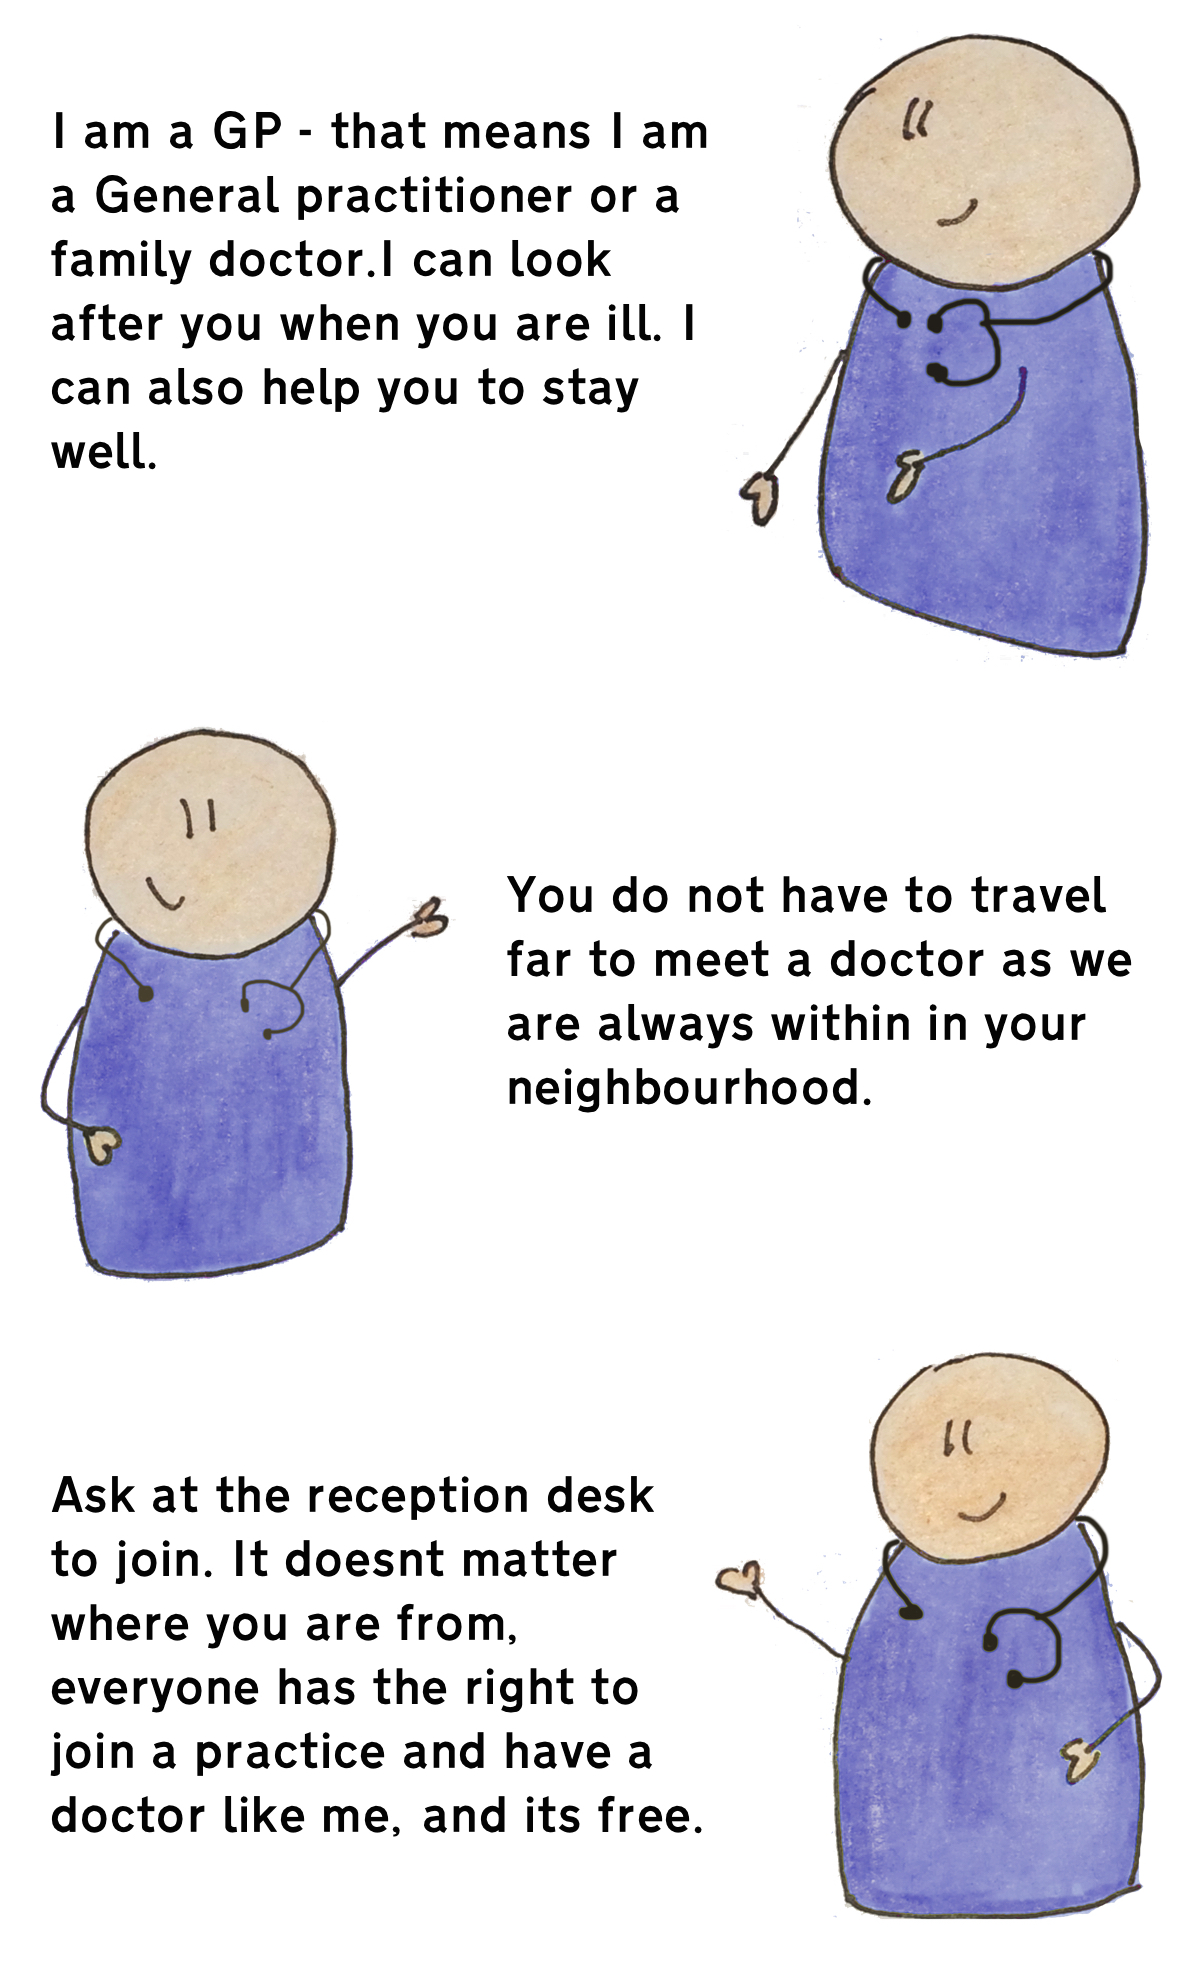 I am a GP - that means I am
a General practitioner or a
family doctor.I can look
after you when you are ill. I
can also help you to stay
well.
You do not have to travel
far to meet a doctor as we
are always within in your
neighbourhood.
Ask at the reception desk
to join. It doesnt matter
where you are from,
everyone has the right to
join a practice and have a
doctor like me, and its free.